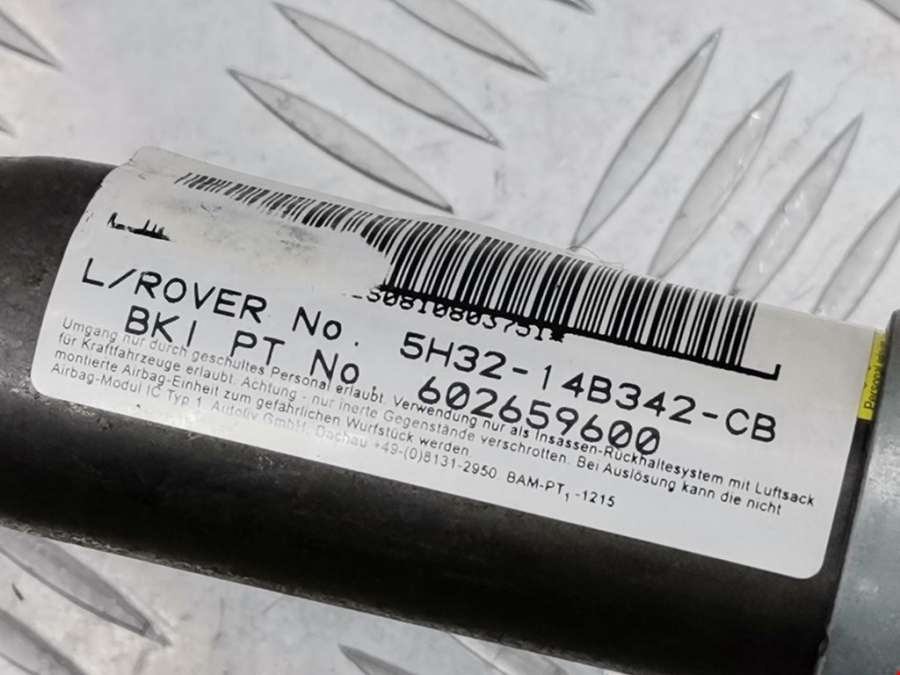 S0810803751*
L/ROVER No. 5H32-14B342-CB
BKI PT No. 602659600
Umgang nur durch geschultes Personal erlaubt. Verwendung nur als Insassen-Rückhaltesystem mit Luftsack
für Kraftfahrzeuge erlaubt. Achtung - nur inerte Gegenstände verschrotten. Bei Auslösung kann die nicht
montierte Airbag-Einheit zum gefährlichen Wurfstück werden
Airbag-Modul IC Typ 1. Autoliv GmbH, Dachau +49-(0)8131-2950 BAM-PT₁-1215